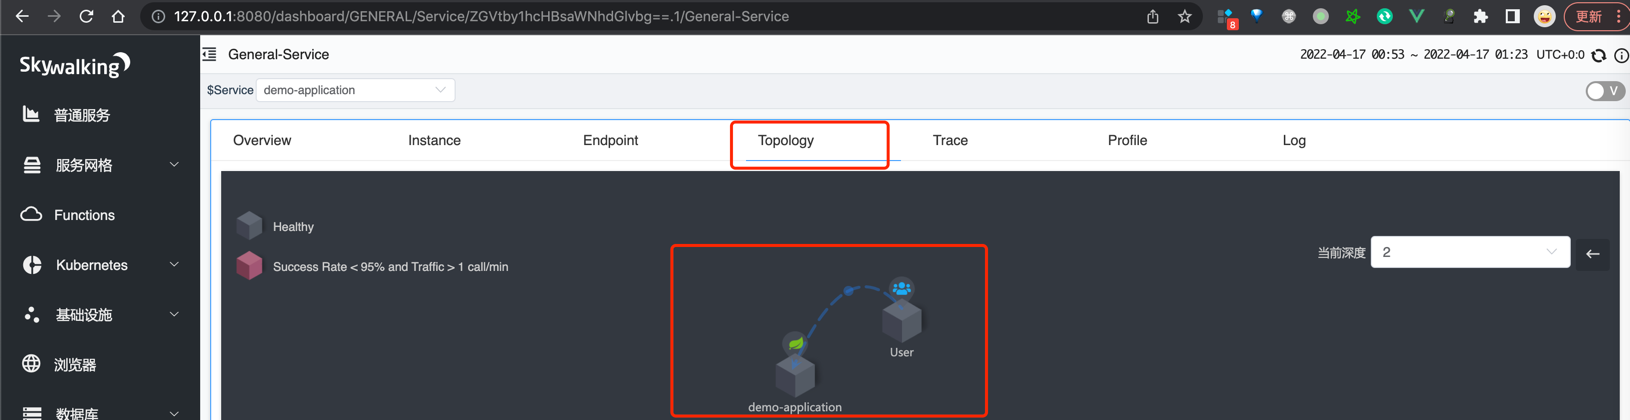 127.0.0.1:8080/dashboard/GENERAL/Service/ZGVtby1hcHBsaWNhdGlvbg==.1/General-Service
8
更新
Skywalking
General-Service
2022-04-17 00:53 ~ 2022-04-17 01:23 UTC+0:0
$Service demo-application
V
普通服务
服务网格
Functions
Kubernetes
基础设施
浏览器
数据库
Overview Instance Endpoint Topology Trace Profile Log
Healthy
Success Rate < 95% and Traffic > 1 call/min
当前深度 2
User
demo-application